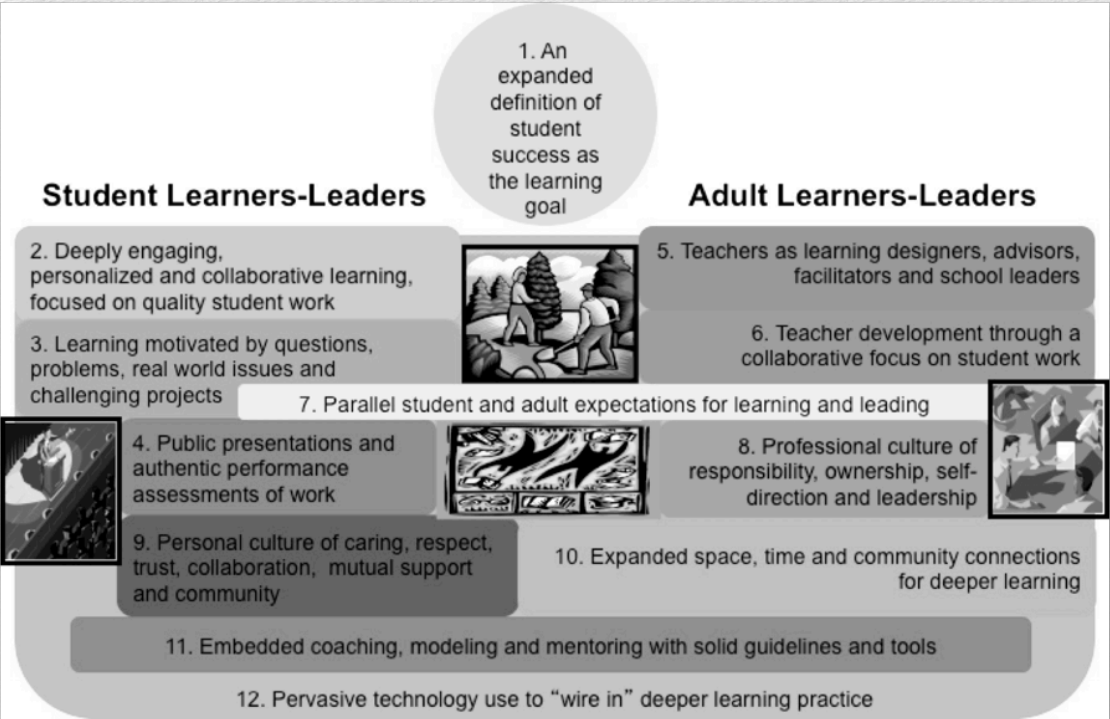 1. An
expanded
definition of
student
success as
the learning
goal
Student Learners-Leaders
Adult Learners-Leaders
2. Deeply engaging,
personalized and collaborative learning,
focused on quality student work
3. Learning motivated by questions,
problems, real world issues and
challenging projects
4. Public presentations and
authentic performance
assessments of work
5. Teachers as learning designers, advisors,
facilitators and school leaders
6. Teacher development through a
collaborative focus on student work
7. Parallel student and adult expectations for learning and leading
8. Professional culture of
responsibility, ownership, self-
direction and leadership
9. Personal culture of caring, respect,
trust, collaboration, mutual support
and community
10. Expanded space, time and community connections
for deeper learning
11. Embedded coaching, modeling and mentoring with solid guidelines and tools
12. Pervasive technology use to “wire in” deeper learning practice